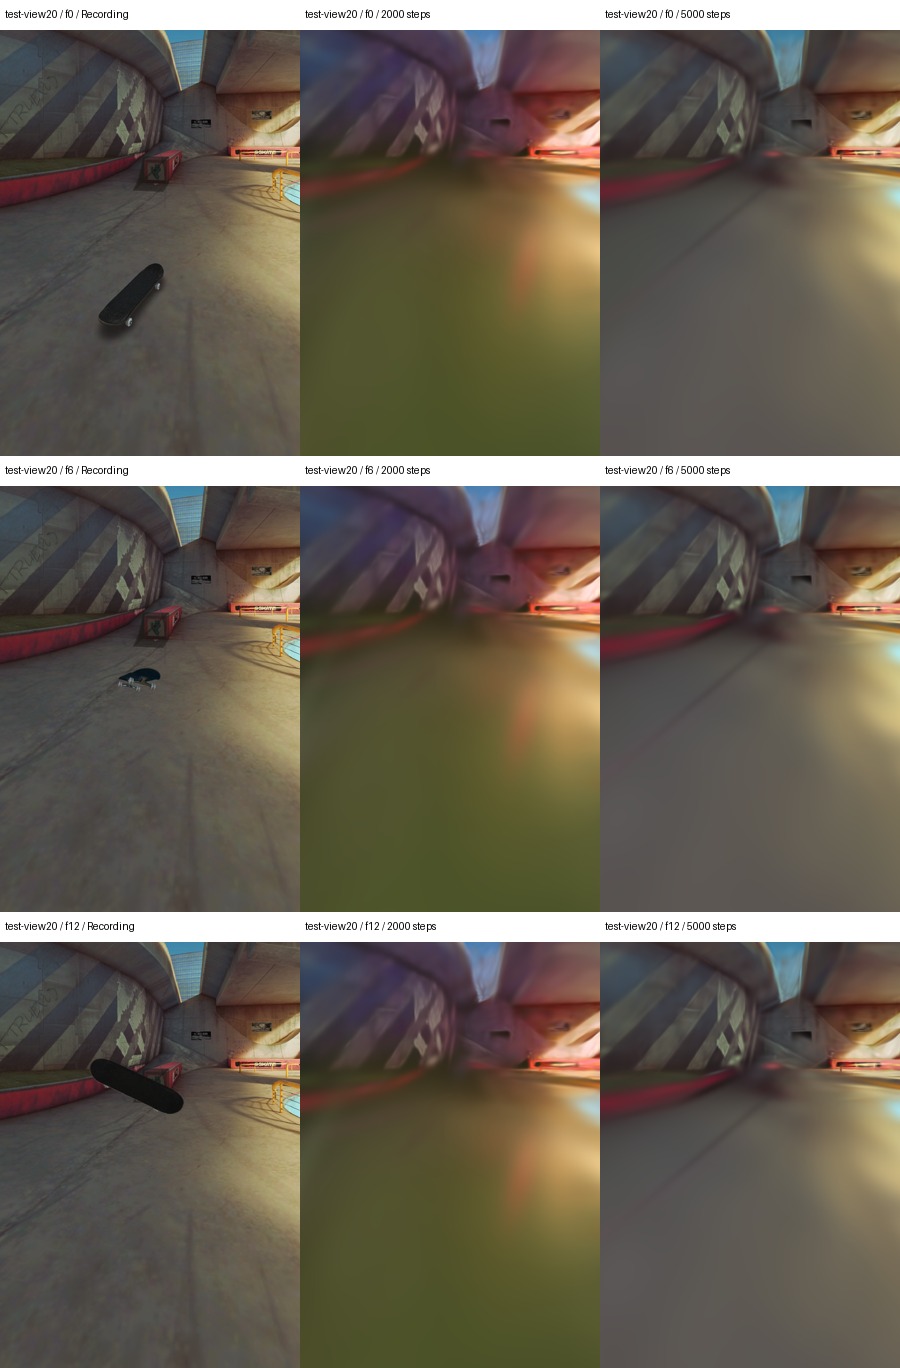 test-view20 / f0 / Recording
test-view20 / f0 / 2000 steps
test-view20 / f0 / 5000 steps
test-view20 / f6 / Recording
test-view20 / f6 / 2000 steps
test-view20 / f6 / 5000 steps
test-view20 / f12 / Recording
test-view20 / f12 / 2000 steps
test-view20 / f12 / 5000 steps